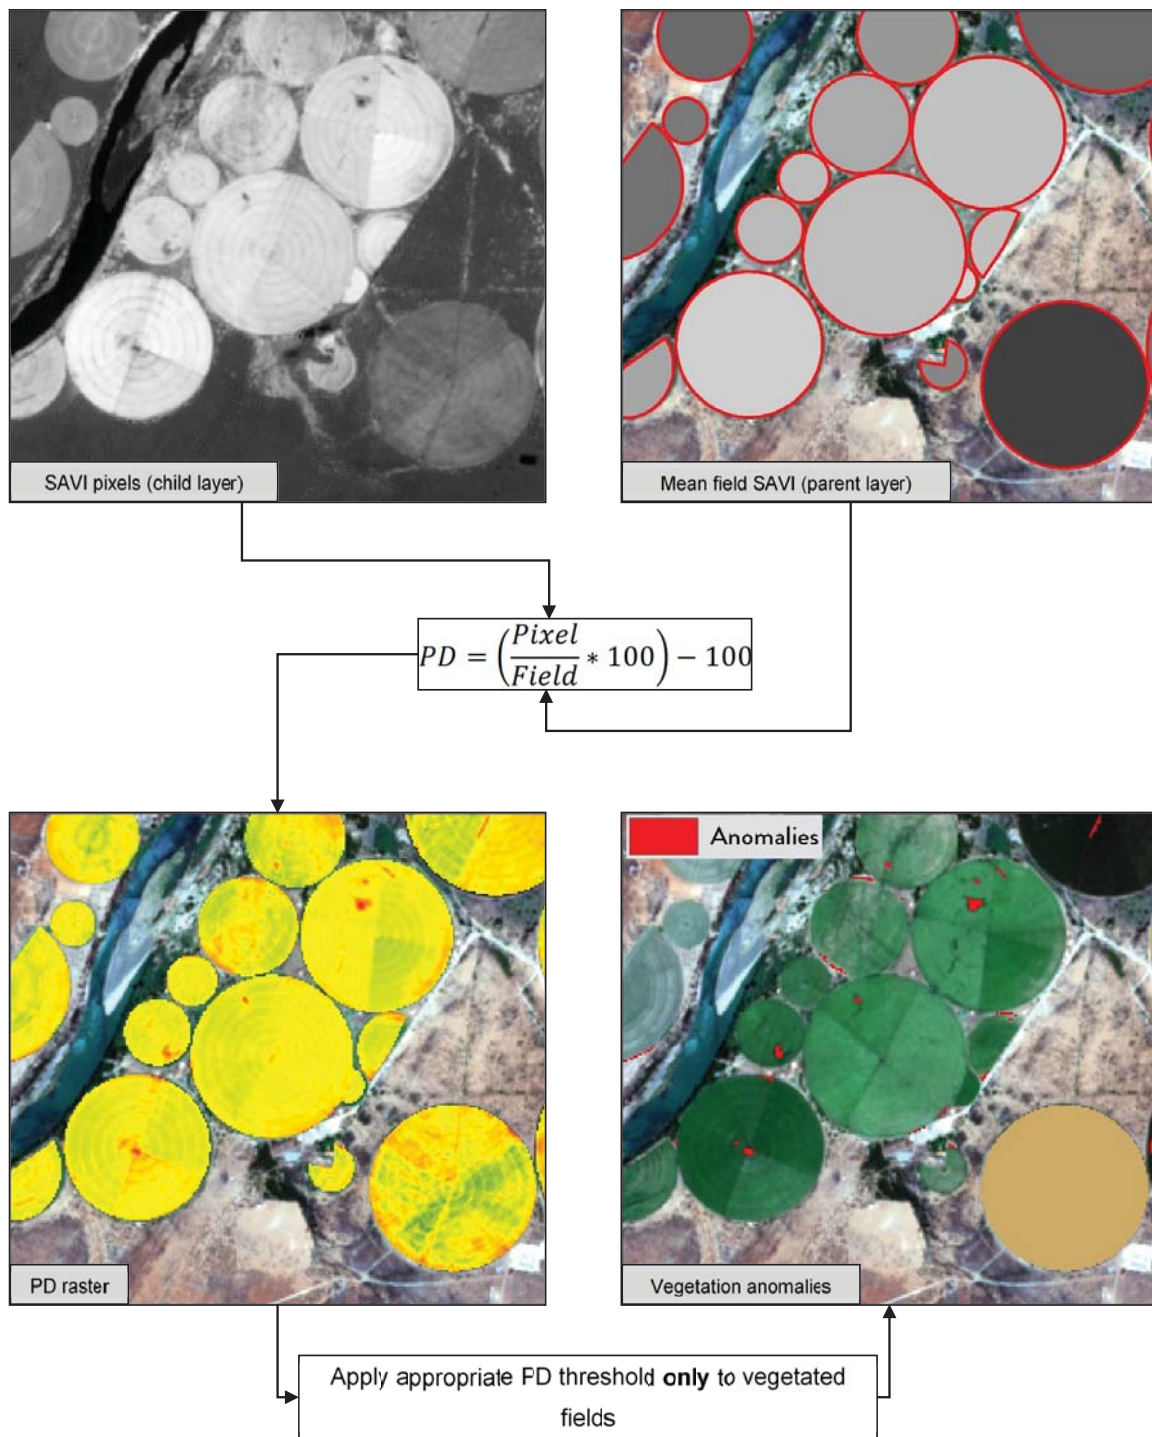 SAVI pixels (child layer)
Mean field SAVI (parent layer)
PD = (Pixel/Field * 100) − 100
Anomalies
PD raster
Vegetation anomalies
Apply appropriate PD threshold only to vegetated
fields